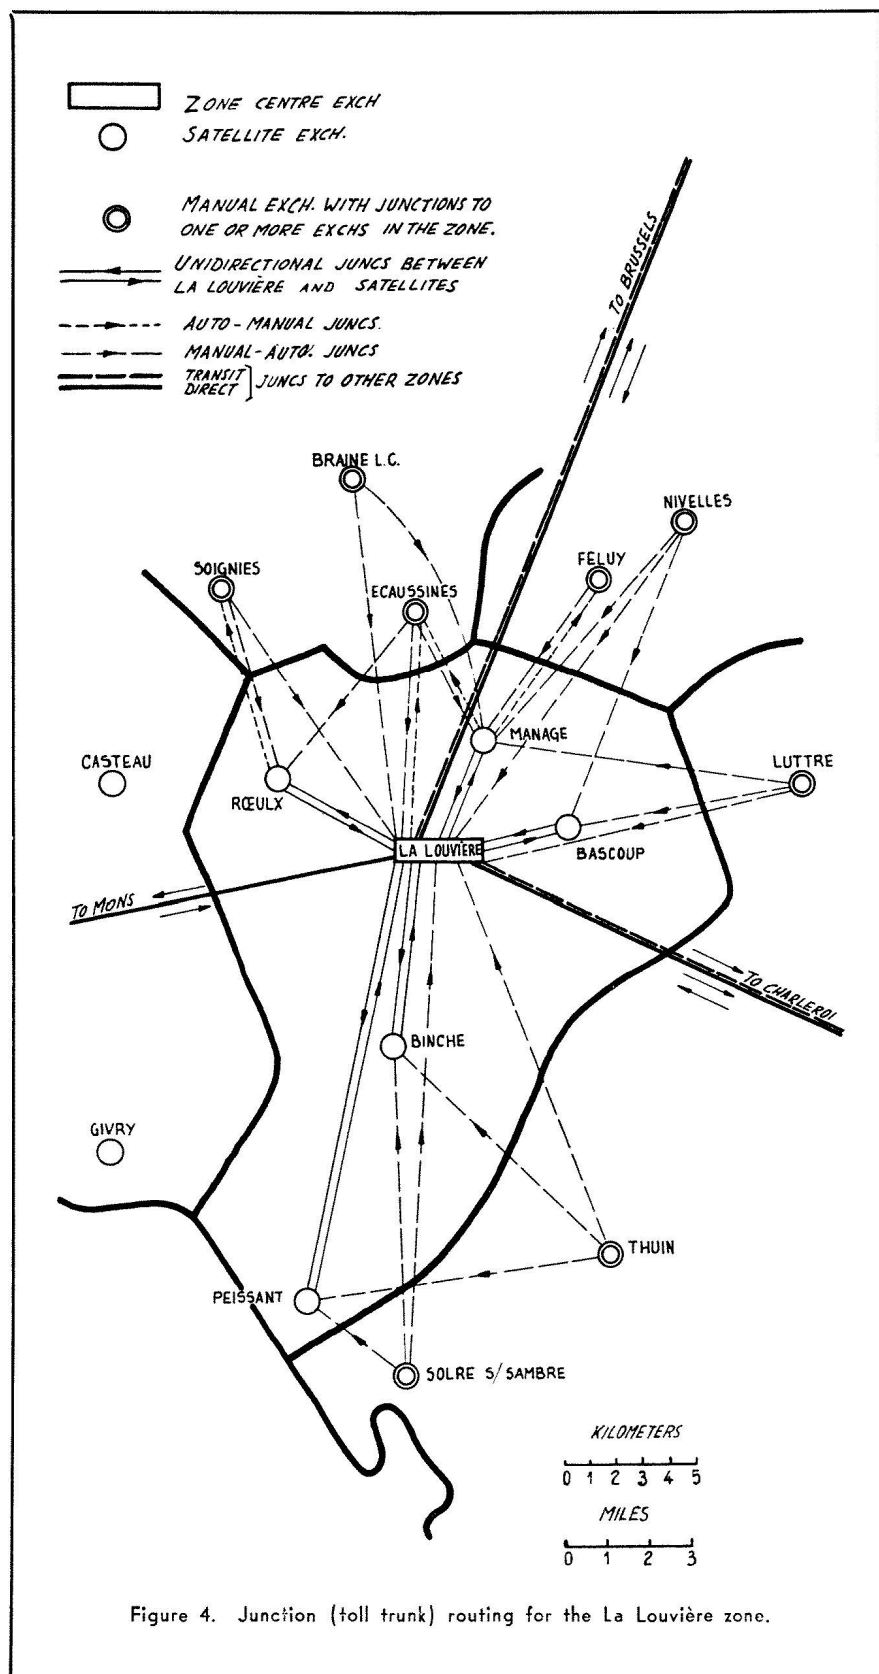 ZONE CENTRE EXCH
SATELLITE EXCH.
MANUAL EXCH. WITH JUNCTIONS TO
ONE OR MORE EXCHS IN THE ZONE.
UNIDIRECTIONAL JUNCS BETWEEN
LA LOUVIÈRE AND SATELLITES
AUTO-MANUAL JUNCS.
MANUAL-AUTO. JUNCS
TRANSIT
DIRECT
JUNCS TO OTHER ZONES
TO BRUSSELS
BRAINE L.C.
NIVELLES
SOIGNIES
FELUY
ECAUSSINES
MANAGE
CASTEAU
RŒULX
LUTTRE
LA LOUVIÈRE
BASCOUP
TO MONS
TO CHARLEROI
BINCHE
GIVRY
THUIN
PEISSANT
SOLRE S/SAMBRE
KILOMETERS
0 1 2 3 4 5
MILES
0 1 2 3
Figure 4. Junction (toll trunk) routing for the La Louvière zone.